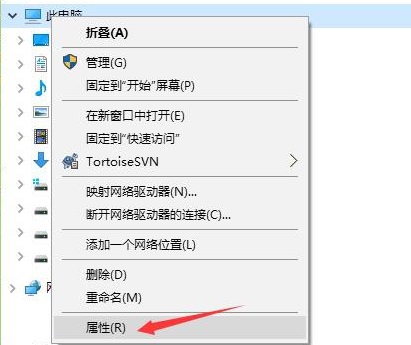 此电脑
折叠(A)
管理(G)
固定到"开始"屏幕(P)
在新窗口中打开(E)
固定到"快速访问"
TortoiseSVN
映射网络驱动器(N)...
断开网络驱动器的连接(C)...
添加一个网络位置(L)
删除(D)
重命名(M)
属性(R)